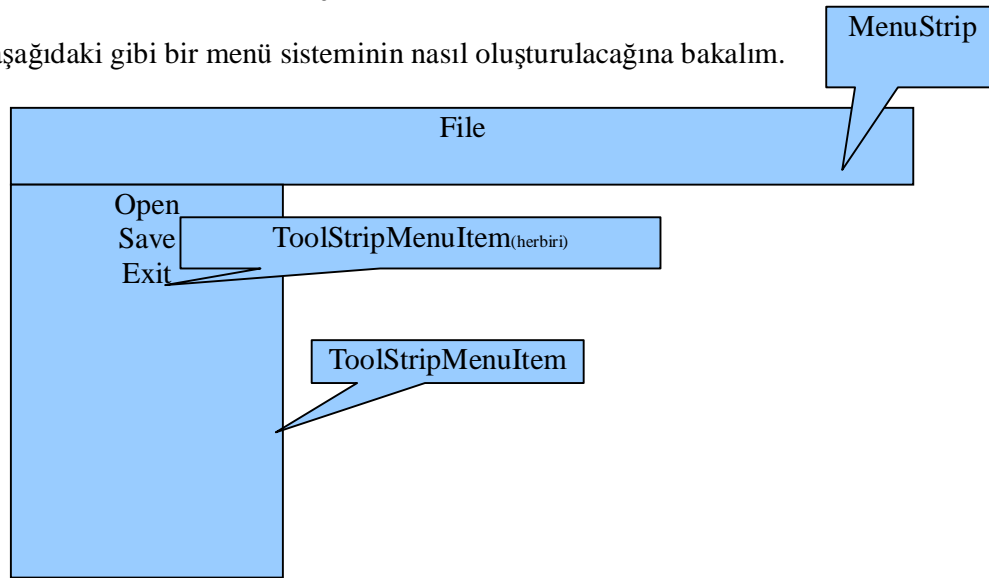 MenuStrip
aşağıdaki gibi bir menü sisteminin nasıl oluşturulacağına bakalım.
File
Open
Save
ToolStripMenuItem(herbiri)
Exit
ToolStripMenuItem